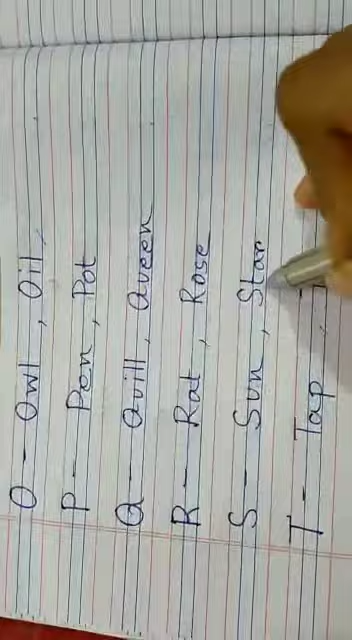 O - Owl, Oil,
P - Pen, Pot
Q - Quill, Queen
R - Rat, Rose
S - Sun, Star
T - Tap,